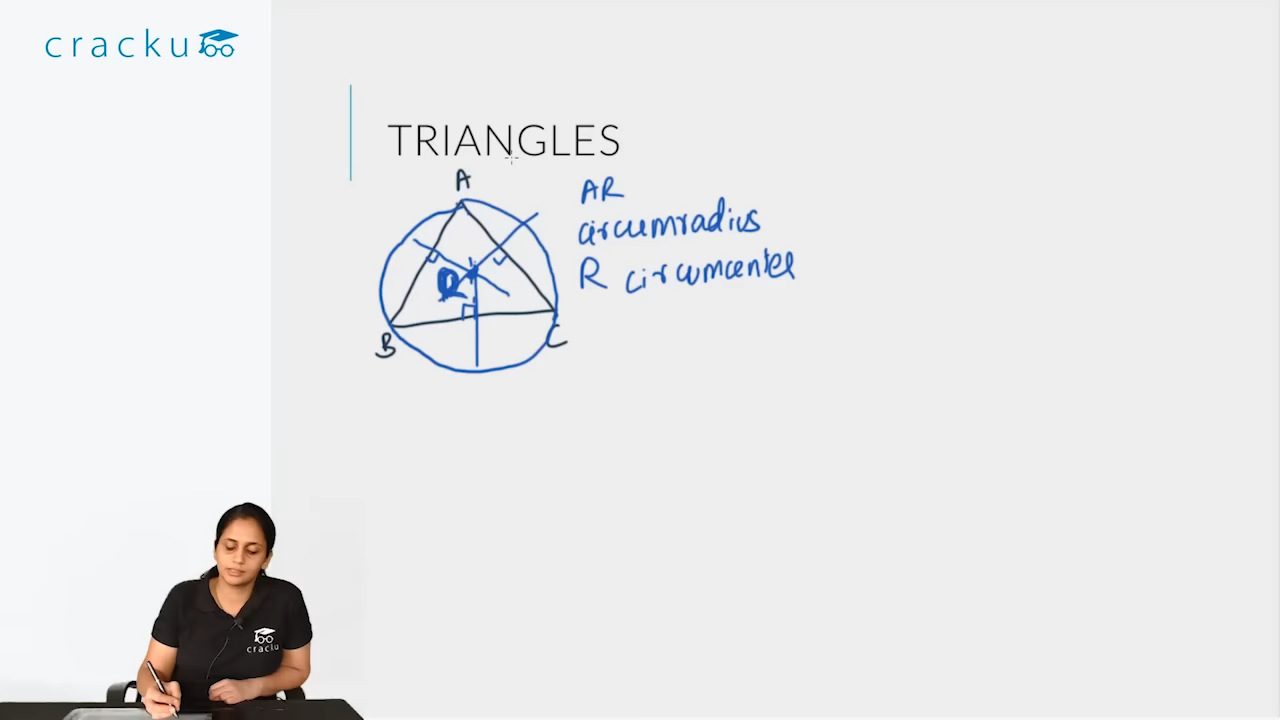 cracku
TRIANGLES
A
AR
circumradius
R circumcenter
R
B
C
cracku